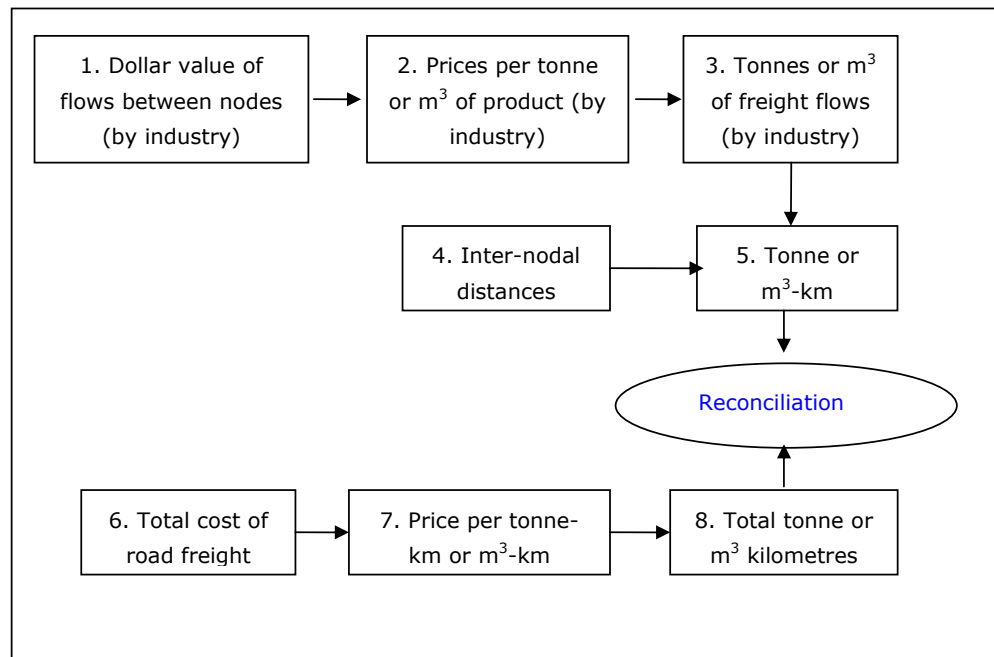 1. Dollar value of
flows between nodes
(by industry)
2. Prices per tonne
or m³ of product (by
industry)
3. Tonnes or m³
of freight flows
(by industry)
4. Inter-nodal
distances
5. Tonne or
m³-km
Reconciliation
6. Total cost of
road freight
7. Price per tonne-
km or m³-km
8. Total tonne or
m³ kilometres